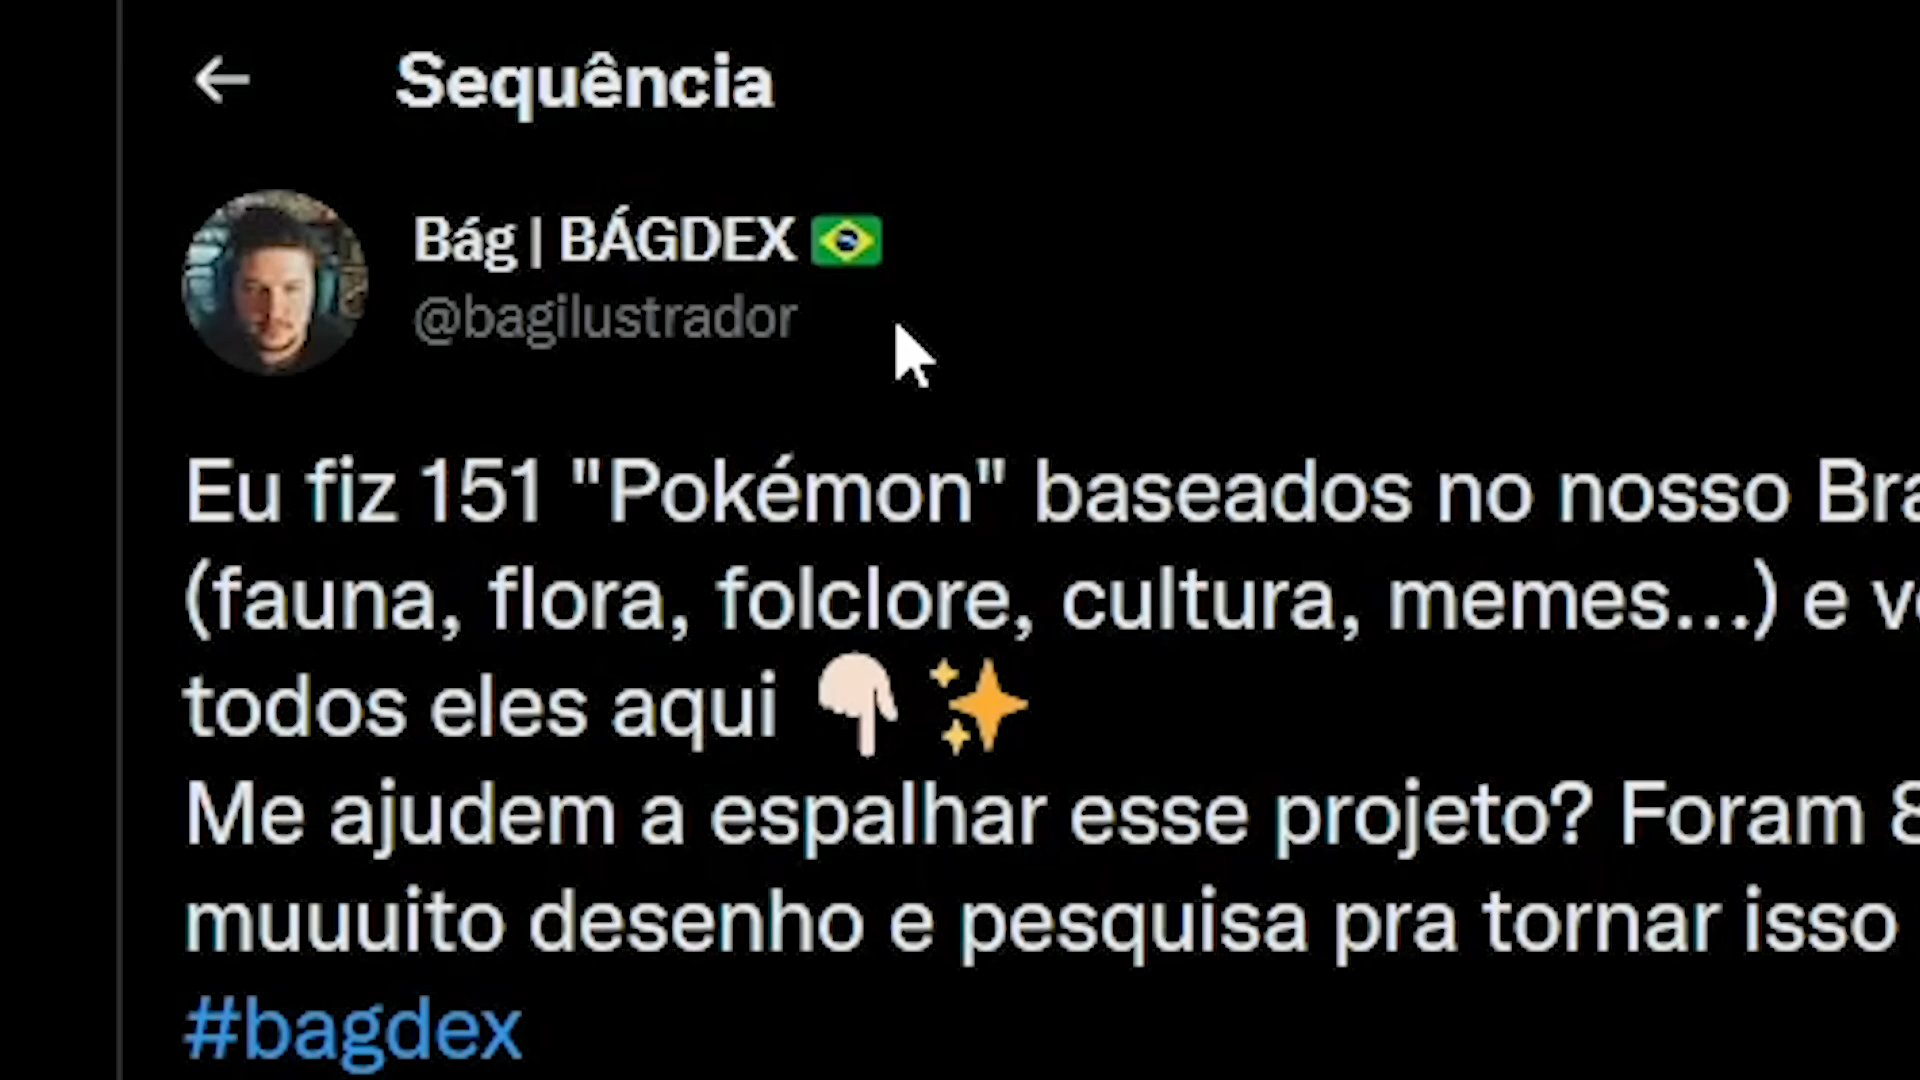 Sequência
Bág | BÁGDEX 🇧🇷
@bagilustrador
Eu fiz 151 "Pokémon" baseados no nosso
(fauna, flora, folclore, cultura, memes...) e
todos eles aqui 👇🏻 ✨
Me ajudem a espalhar esse projeto? Foram
muuuito desenho e pesquisa pra tornar isso
#bagdex